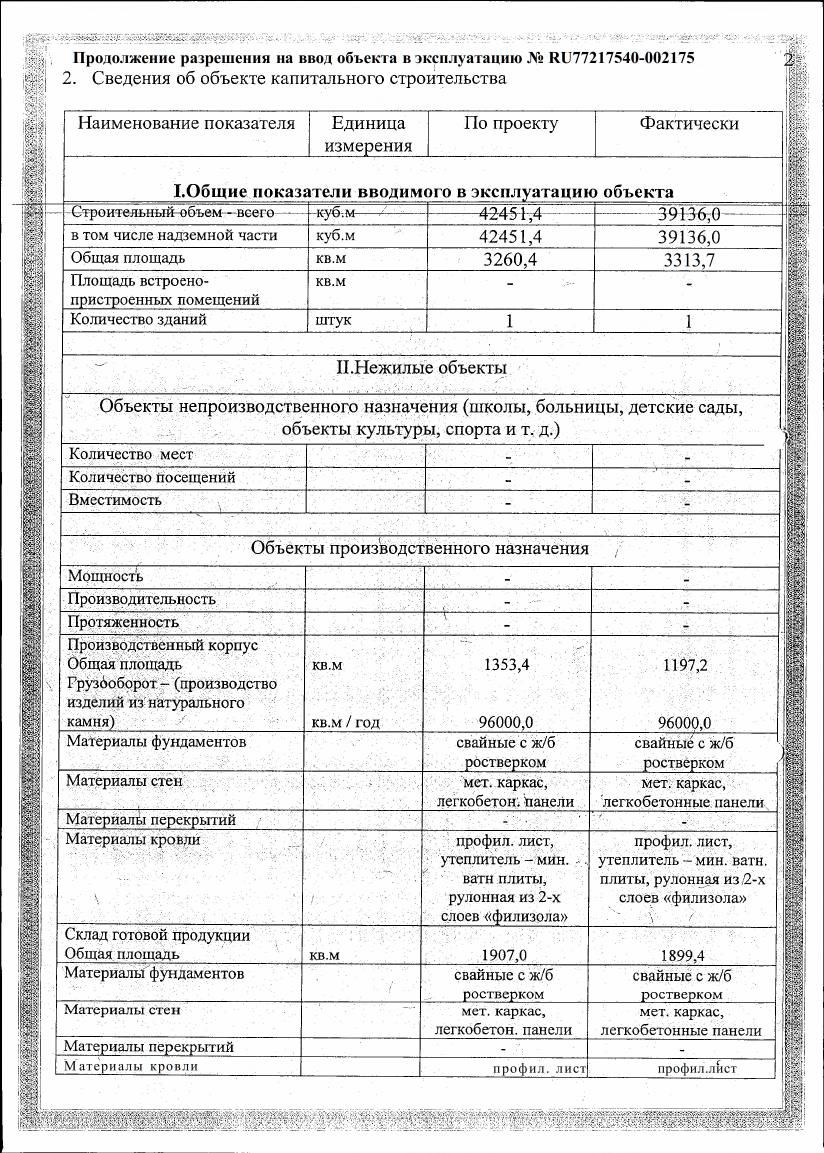 Продолжение разрешения на ввод объекта в эксплуатацию № RU77217540-002175
2
2. Сведения об объекте капитального строительства
Наименование показателя Единица измерения По проекту Фактически
I.Общие показатели вводимого в эксплуатацию объекта
Строительный объем - всего куб.м 42451,4 39136,0
в том числе надземной части куб.м 42451,4 39136,0
Общая площадь кв.м 3260,4 3313,7
Площадь встроено- кв.м - -
пристроенных помещений
Количество зданий штук 1 1
II.Нежилые объекты
Объекты непроизводственного назначения (школы, больницы, детские сады,
объекты культуры, спорта и т. д.)
Количество мест - -
Количество посещений - -
Вместимость - -
Объекты производственного назначения
Мощность - -
Производительность - -
Протяженность - -
Производственный корпус
Общая площадь кв.м 1353,4 1197,2
Грузооборот – (производство
изделий из натурального
камня) кв.м / год 96000,0 96000,0
Материалы фундаментов свайные с ж/б свайные с ж/б
ростверком ростверком
Материалы стен мет. каркас, мет. каркас,
легкобетон. панели легкобетонные панели
Материалы перекрытий - -
Материалы кровли профил. лист, профил. лист,
утеплитель – мин. утеплитель – мин. ватн.
ватн плиты, плиты, рулонная из 2-х
рулонная из 2-х слоев «филизола»
слоев «филизола»
Склад готовой продукции
Общая площадь кв.м 1907,0 1899,4
Материалы фундаментов свайные с ж/б свайные с ж/б
ростверком ростверком
Материалы стен мет. каркас, мет. каркас,
легкобетон. панели легкобетонные панели
Материалы перекрытий - -
Материалы кровли профил. лист профил.лист